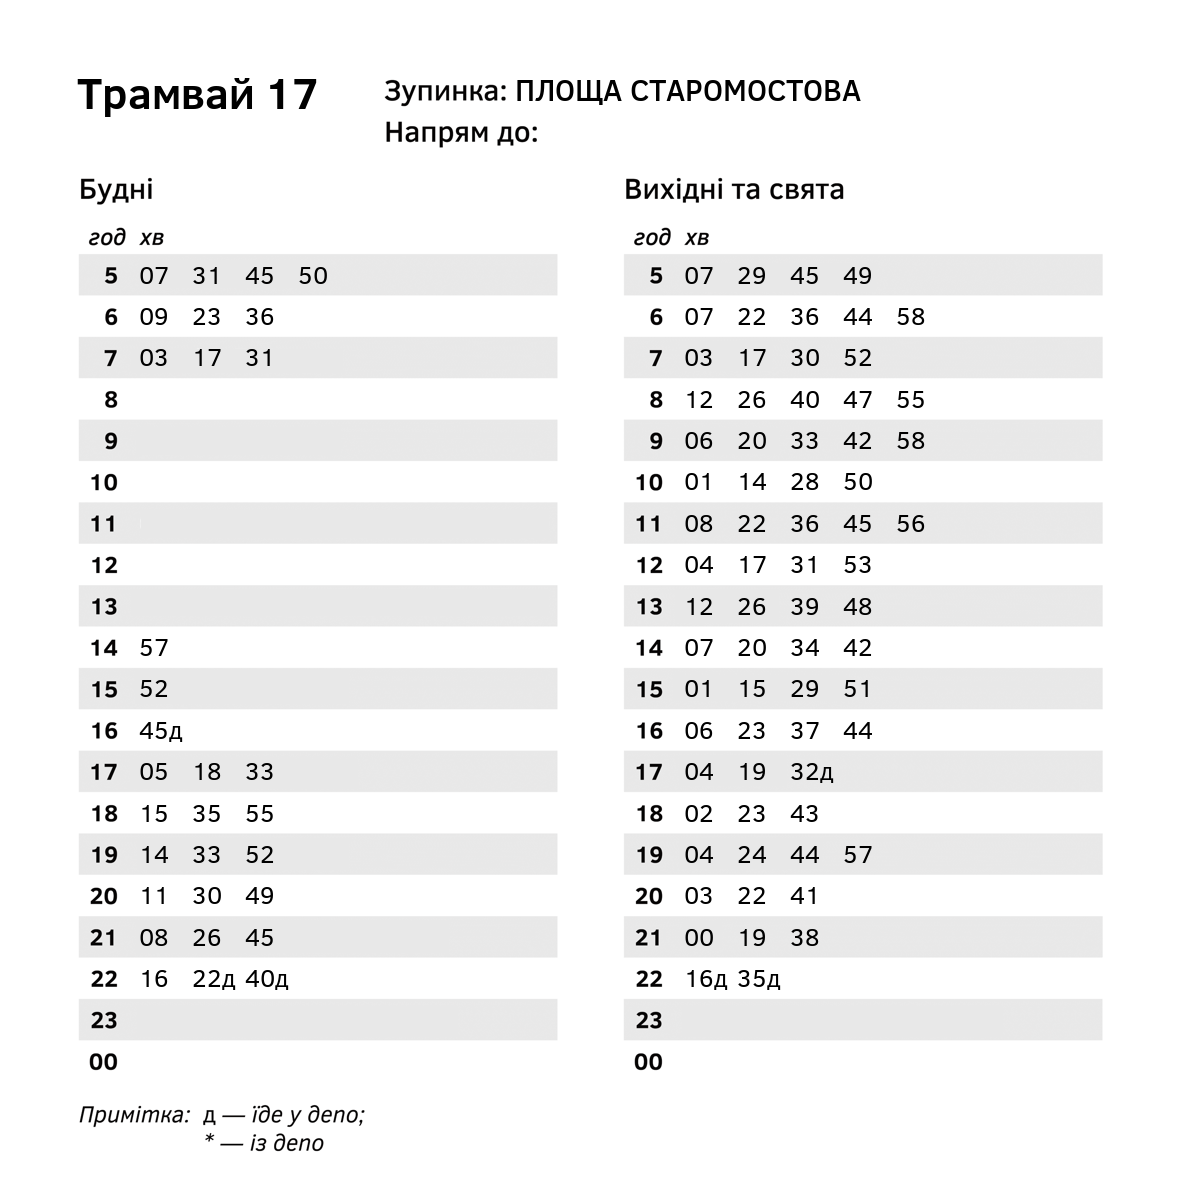 Трамвай 17
Зупинка: ПЛОЩА СТАРОМОСТОВА
Напрям до:
Будні
год хв
5 07 31 45 50
6 09 23 36
7 03 17 31
8
9
10
11
12
13
14 57
15 52
16 45д
17 05 18 33
18 15 35 55
19 14 33 52
20 11 30 49
21 08 26 45
22 16 22д 40д
23
00
Вихідні та свята
год хв
5 07 29 45 49
6 07 22 36 44 58
7 03 17 30 52
8 12 26 40 47 55
9 06 20 33 42 58
10 01 14 28 50
11 08 22 36 45 56
12 04 17 31 53
13 12 26 39 48
14 07 20 34 42
15 01 15 29 51
16 06 23 37 44
17 04 19 32д
18 02 23 43
19 04 24 44 57
20 03 22 41
21 00 19 38
22 16д 35д
23
00
Примітка: д — їде у депо;
* — із депо